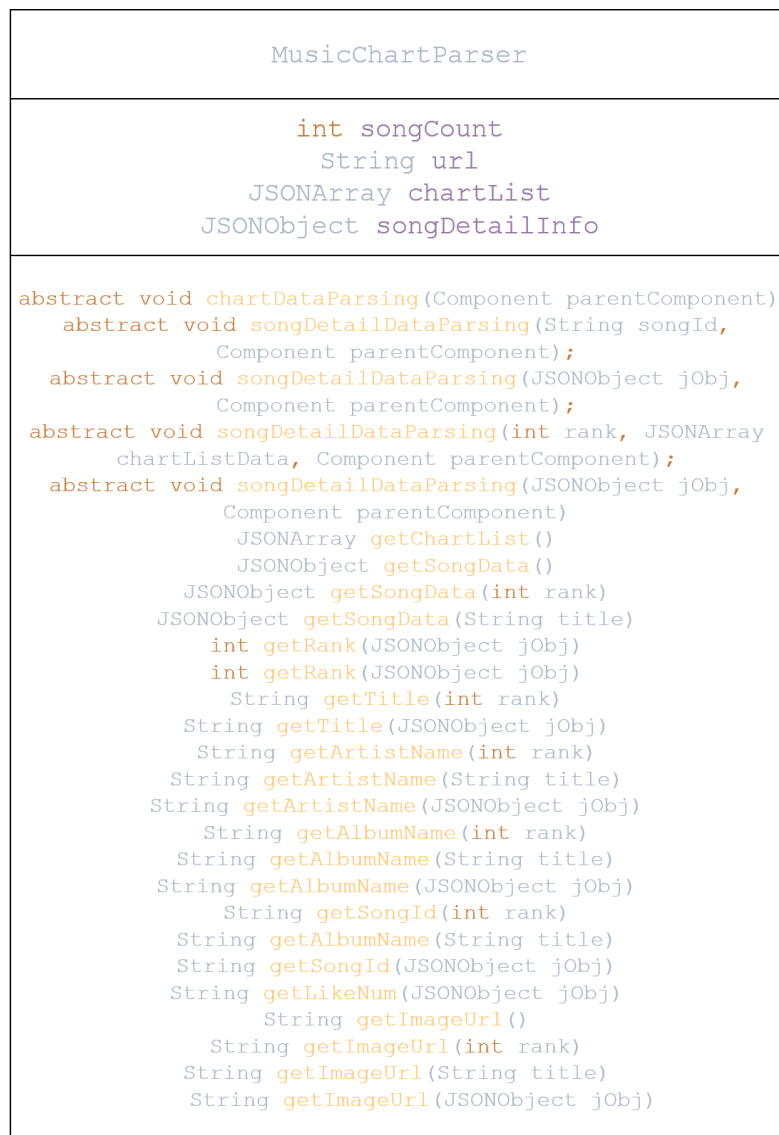 MusicChartParser
int songCount
String url
JSONArray chartList
JSONObject songDetailInfo
abstract void chartDataParsing(Component parentComponent)
abstract void songDetailDataParsing(String songId,
Component parentComponent);
abstract void songDetailDataParsing(JSONObject jObj,
Component parentComponent);
abstract void songDetailDataParsing(int rank, JSONArray
chartListData, Component parentComponent);
abstract void songDetailDataParsing(JSONObject jObj,
Component parentComponent)
JSONArray getChartList()
JSONObject getSongData()
JSONObject getSongData(int rank)
JSONObject getSongData(String title)
int getRank(JSONObject jObj)
int getRank(JSONObject jObj)
String getTitle(int rank)
String getTitle(JSONObject jObj)
String getArtistName(int rank)
String getArtistName(String title)
String getArtistName(JSONObject jObj)
String getAlbumName(int rank)
String getAlbumName(String title)
String getAlbumName(JSONObject jObj)
String getSongId(int rank)
String getAlbumName(String title)
String getSongId(JSONObject jObj)
String getLikeNum(JSONObject jObj)
String getImageUrl()
String getImageUrl(int rank)
String getImageUrl(String title)
String getImageUrl(JSONObject jObj)